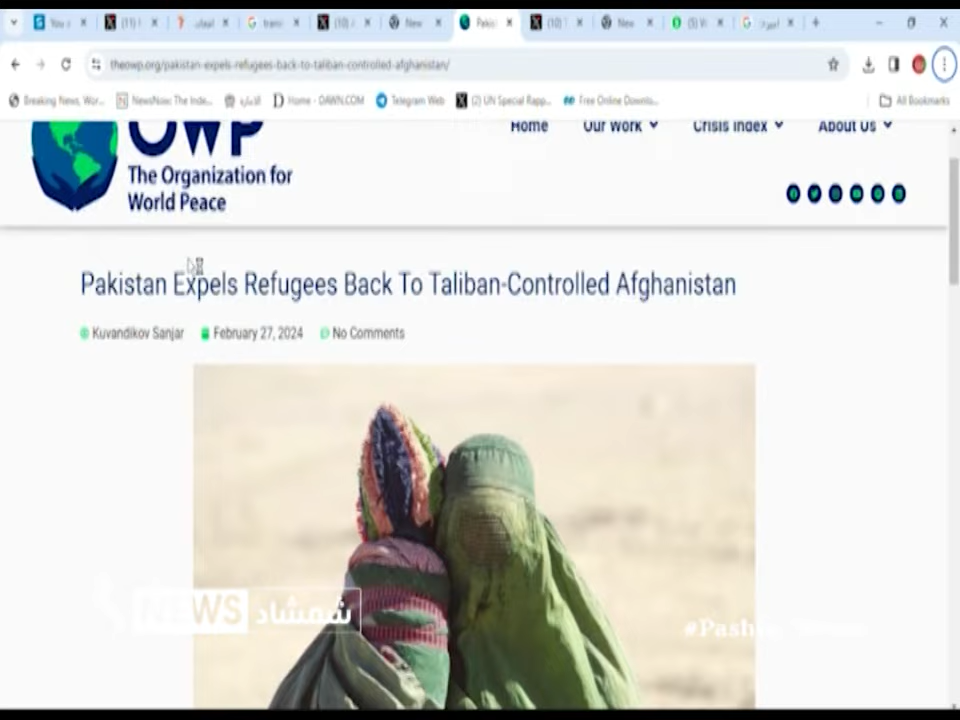 theowp.org/pakistan-expels-refugees-back-to-taliban-controlled-afghanistan/
Breaking News, Wor...
NewsNow: The Inde...
Home - DAWN.COM
Telegram Web
(2) UN Special Rapp...
Free Online Downlo...
All Bookmarks
OWP
The Organization for
World Peace
Home
Our Work
Crisis Index
About Us
Pakistan Expels Refugees Back To Taliban-Controlled Afghanistan
Kuvandikov Sanjar
February 27, 2024
No Comments
NEWS شمشاد